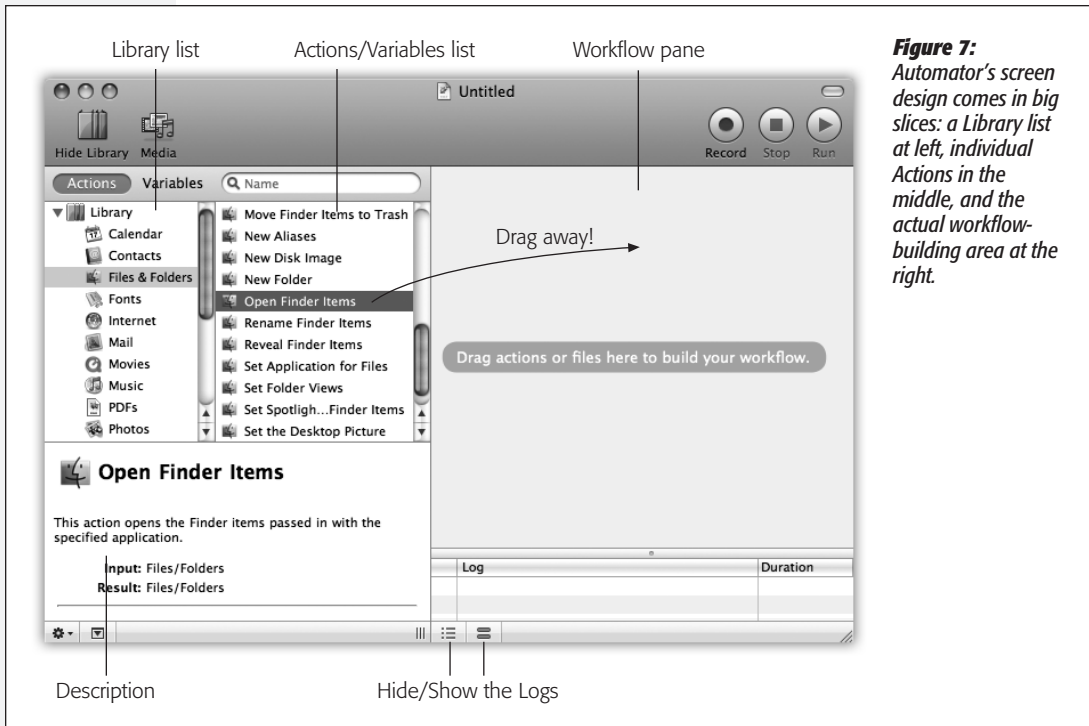 Library list
Actions/Variables list
Workflow pane
Untitled
Hide Library
Media
Record
Stop
Run
Actions
Variables
Name
Library
Calendar
Contacts
Files & Folders
Fonts
Internet
Mail
Movies
Music
PDFs
Photos
Move Finder Items to Trash
New Aliases
New Disk Image
New Folder
Open Finder Items
Rename Finder Items
Reveal Finder Items
Set Application for Files
Set Folder Views
Set Spotligh...Finder Items
Set the Desktop Picture
Drag away!
Drag actions or files here to build your workflow.
Open Finder Items
This action opens the Finder items passed in with the
specified application.
Input: Files/Folders
Result: Files/Folders
Log
Duration
Description
Hide/Show the Logs
Figure 7:
Automator's screen
design comes in big
slices: a Library list
at left, individual
Actions in the
middle, and the
actual workflow-
building area at the
right.